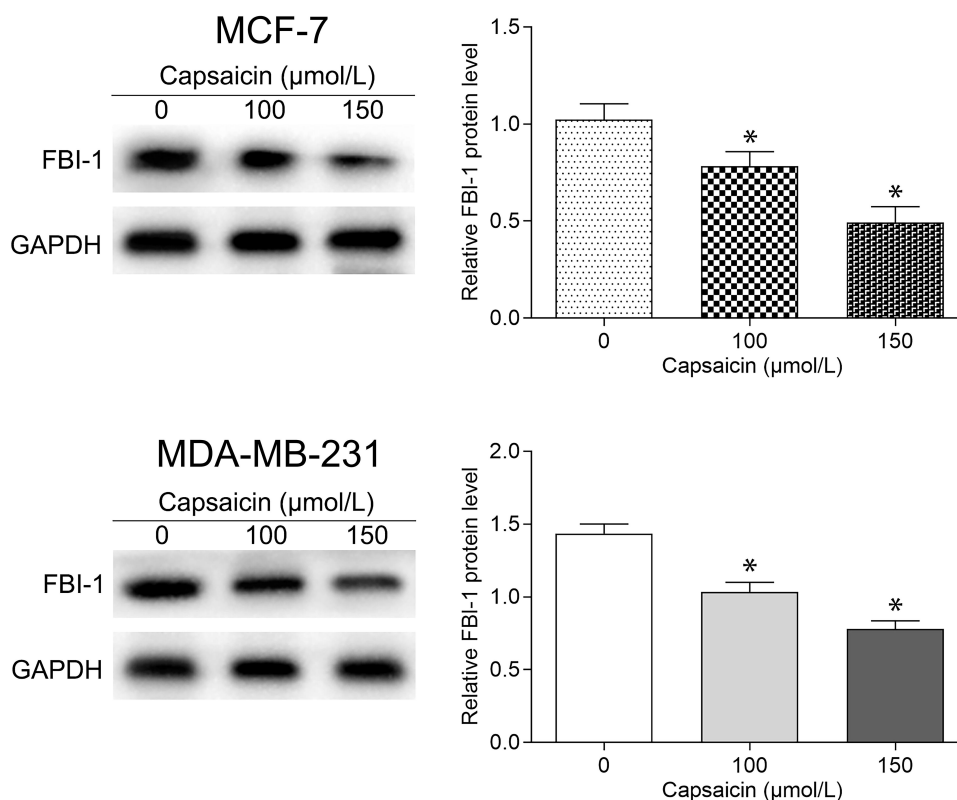 MCF-7
Capsaicin (µmol/L)
0 100 150
FBI-1
GAPDH
Relative FBI-1 protein level
1.5
1.0
0.5
0.0
*
*
0 100 150
Capsaicin (µmol/L)
MDA-MB-231
Capsaicin (µmol/L)
0 100 150
FBI-1
GAPDH
Relative FBI-1 protein level
2.0
1.5
1.0
0.5
0.0
*
*
0 100 150
Capsaicin (µmol/L)